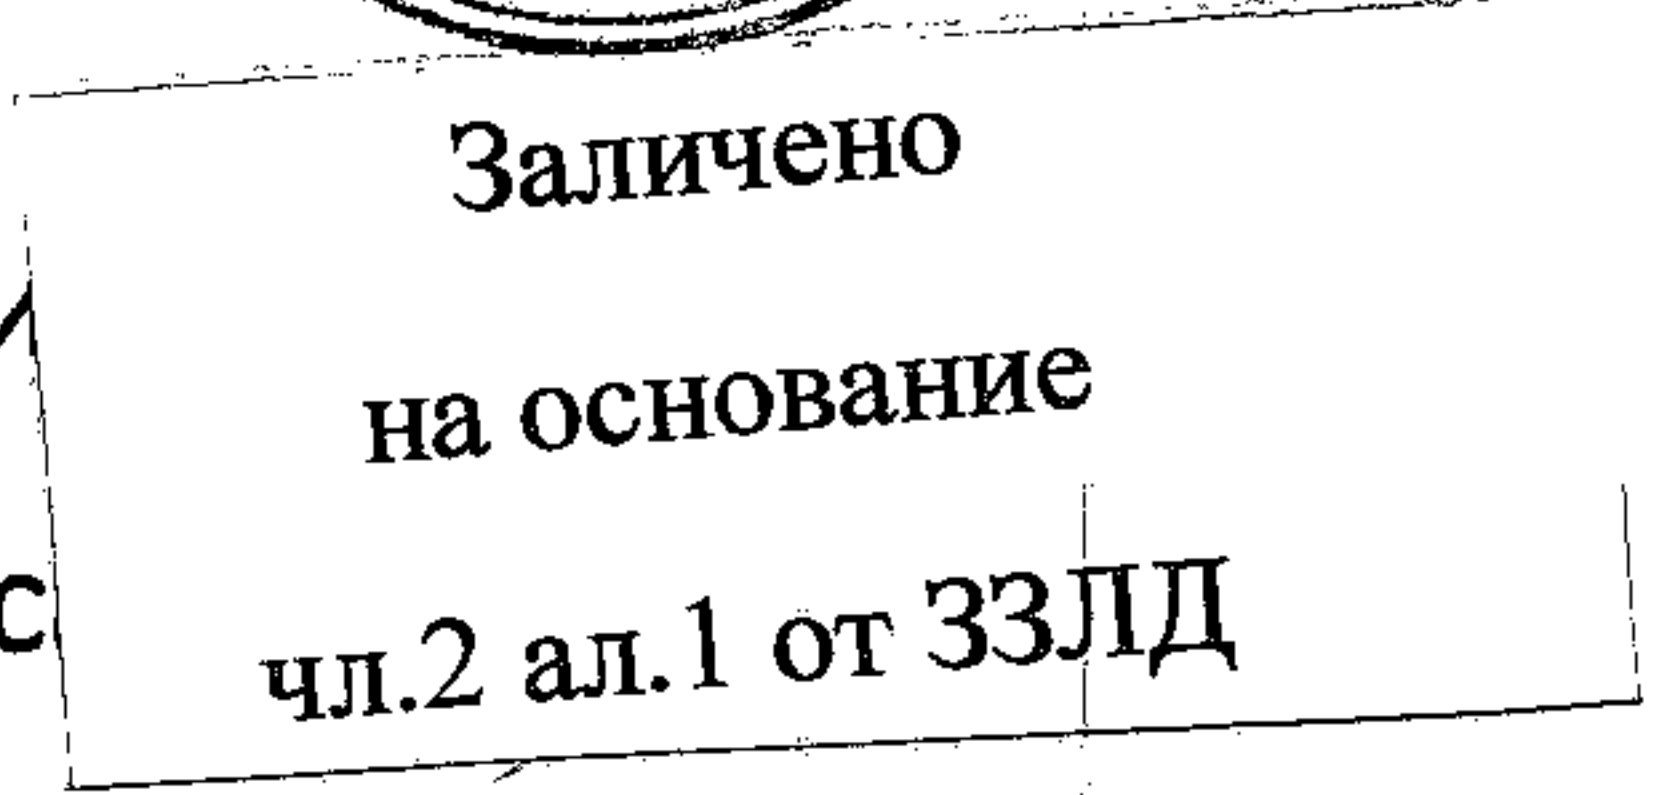 Заличено
на основание
чл.2 ал.1 от ЗЗЛД